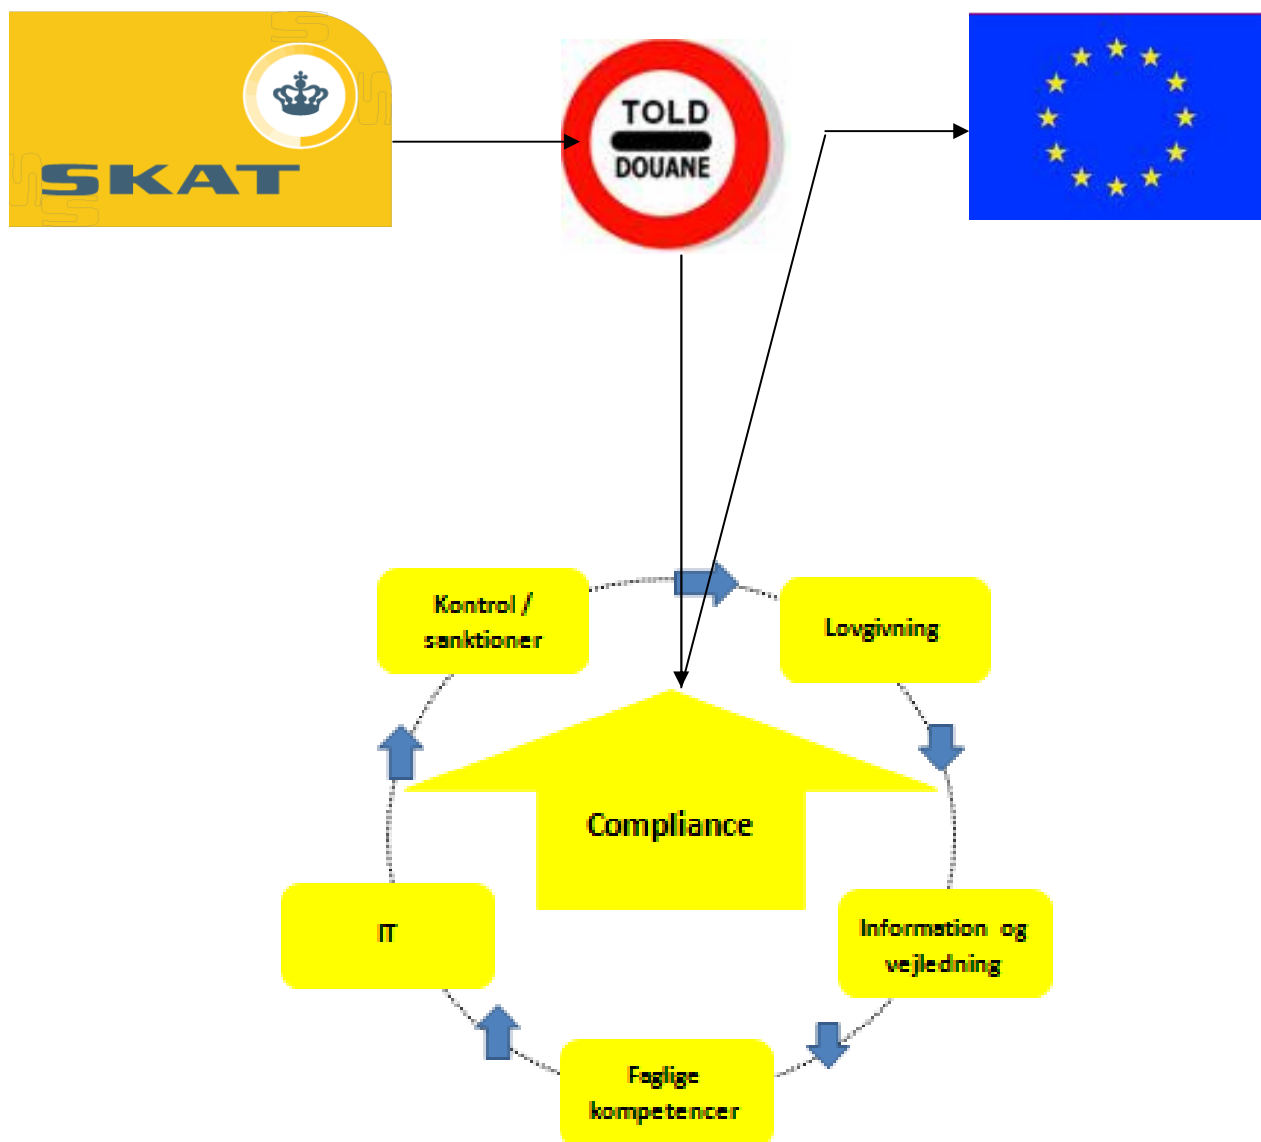 SKAT
TOLD
DOUANE
Kontrol /
sanktioner
Lovgivning
Compliance
IT
Information og
vejledning
Faglige
kompetencer